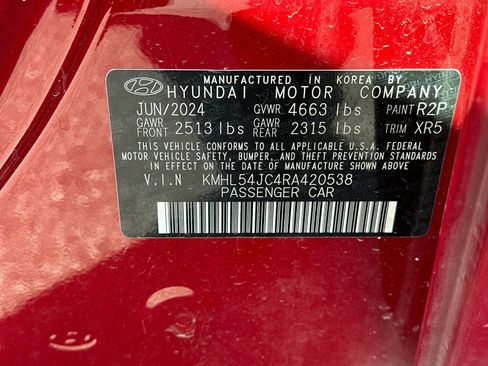 MANUFACTURED IN KOREA BY
HYUNDAI MOTOR COMPANY
JUN/2024 GVWR 4663 lbs PAINT R2P
GAWR FRONT 2513 lbs GAWR REAR 2315 lbs TRIM XR5
THIS VEHICLE CONFORMS TO ALL APPLICABLE U.S.A. FEDERAL
MOTOR VEHICLE SAFETY, BUMPER, AND THEFT PREVENTION STANDARDS
IN EFFECT ON THE DATE OF MANUFACTURE SHOWN ABOVE.
V.I.N KMHL54JC4RA420538
PASSENGER CAR